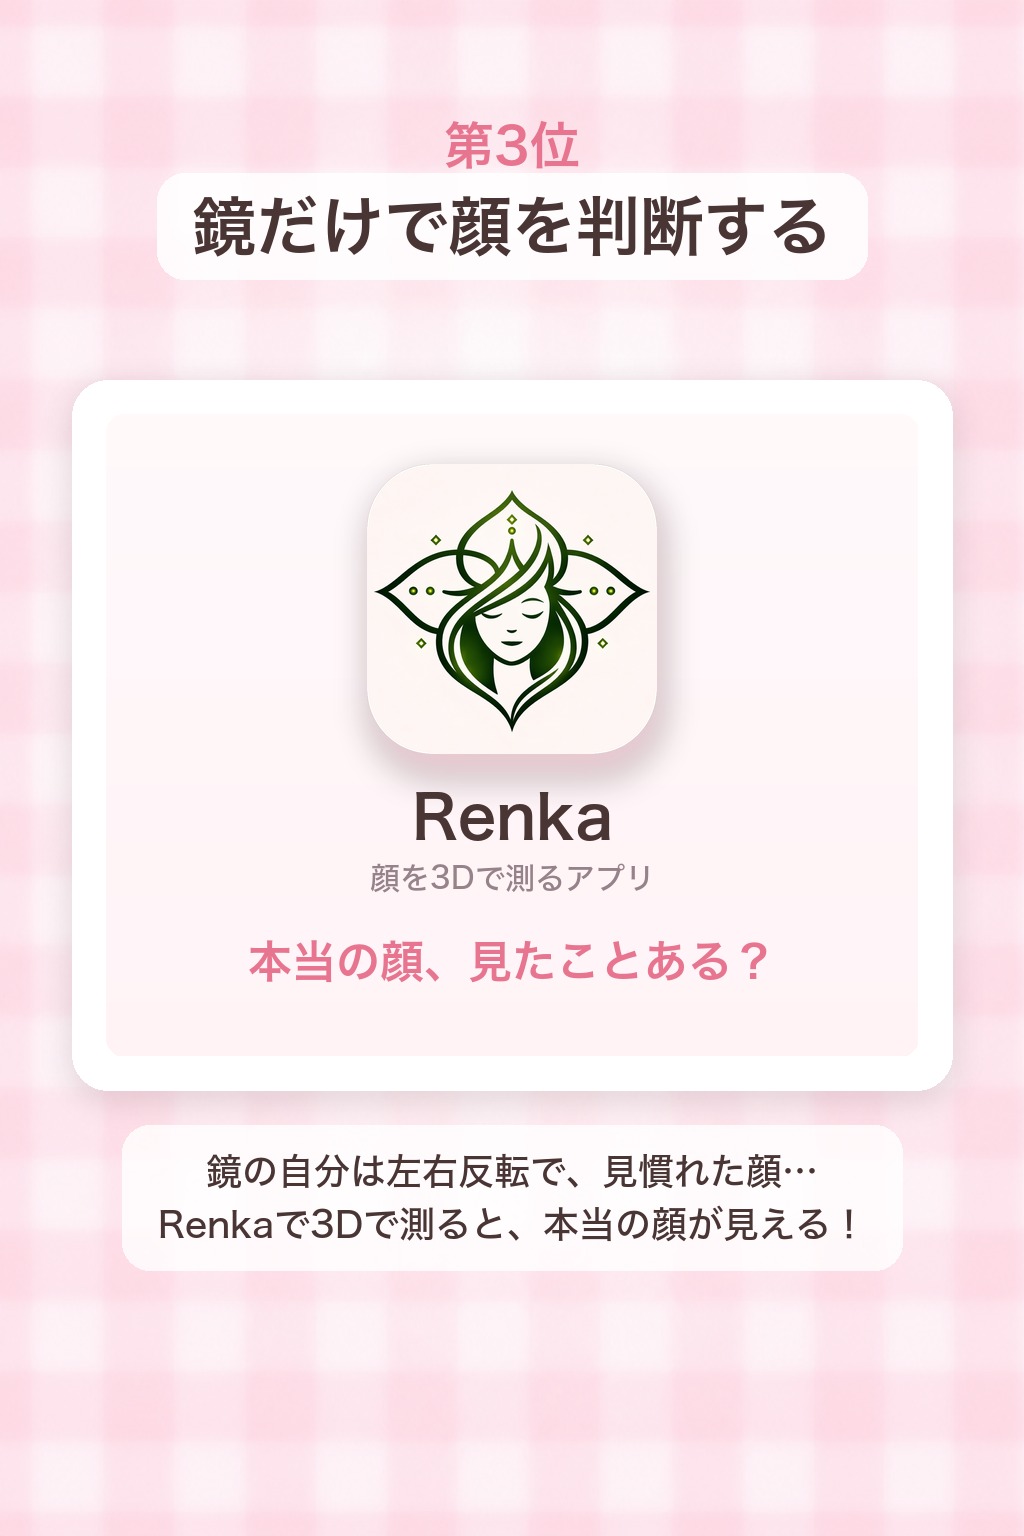 第3位
鏡だけで顔を判断する
Renka
顔を3Dで測るアプリ
本当の顔、見たことある？
鏡の自分は左右反転で、見慣れた顔…
Renkaで3Dで測ると、本当の顔が見える！